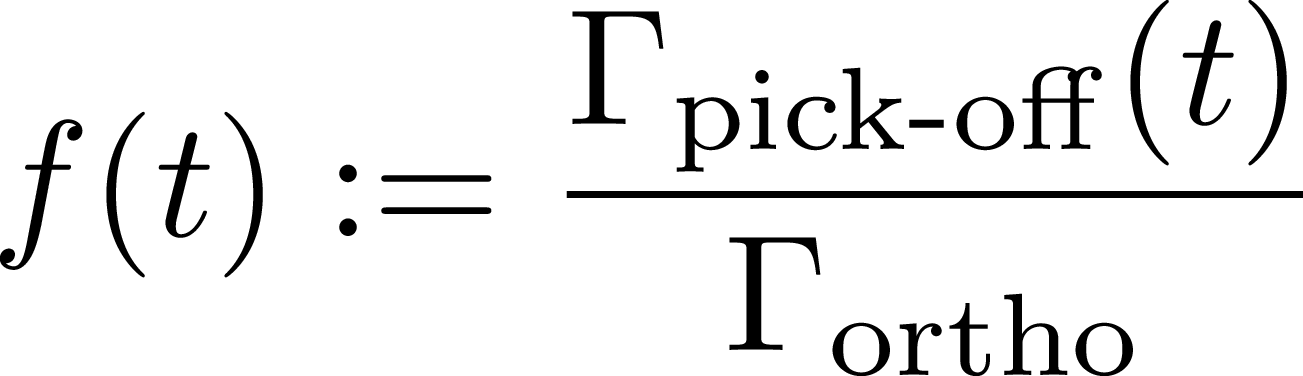 f(t) := Γ_pick-off(t) / Γ_ortho